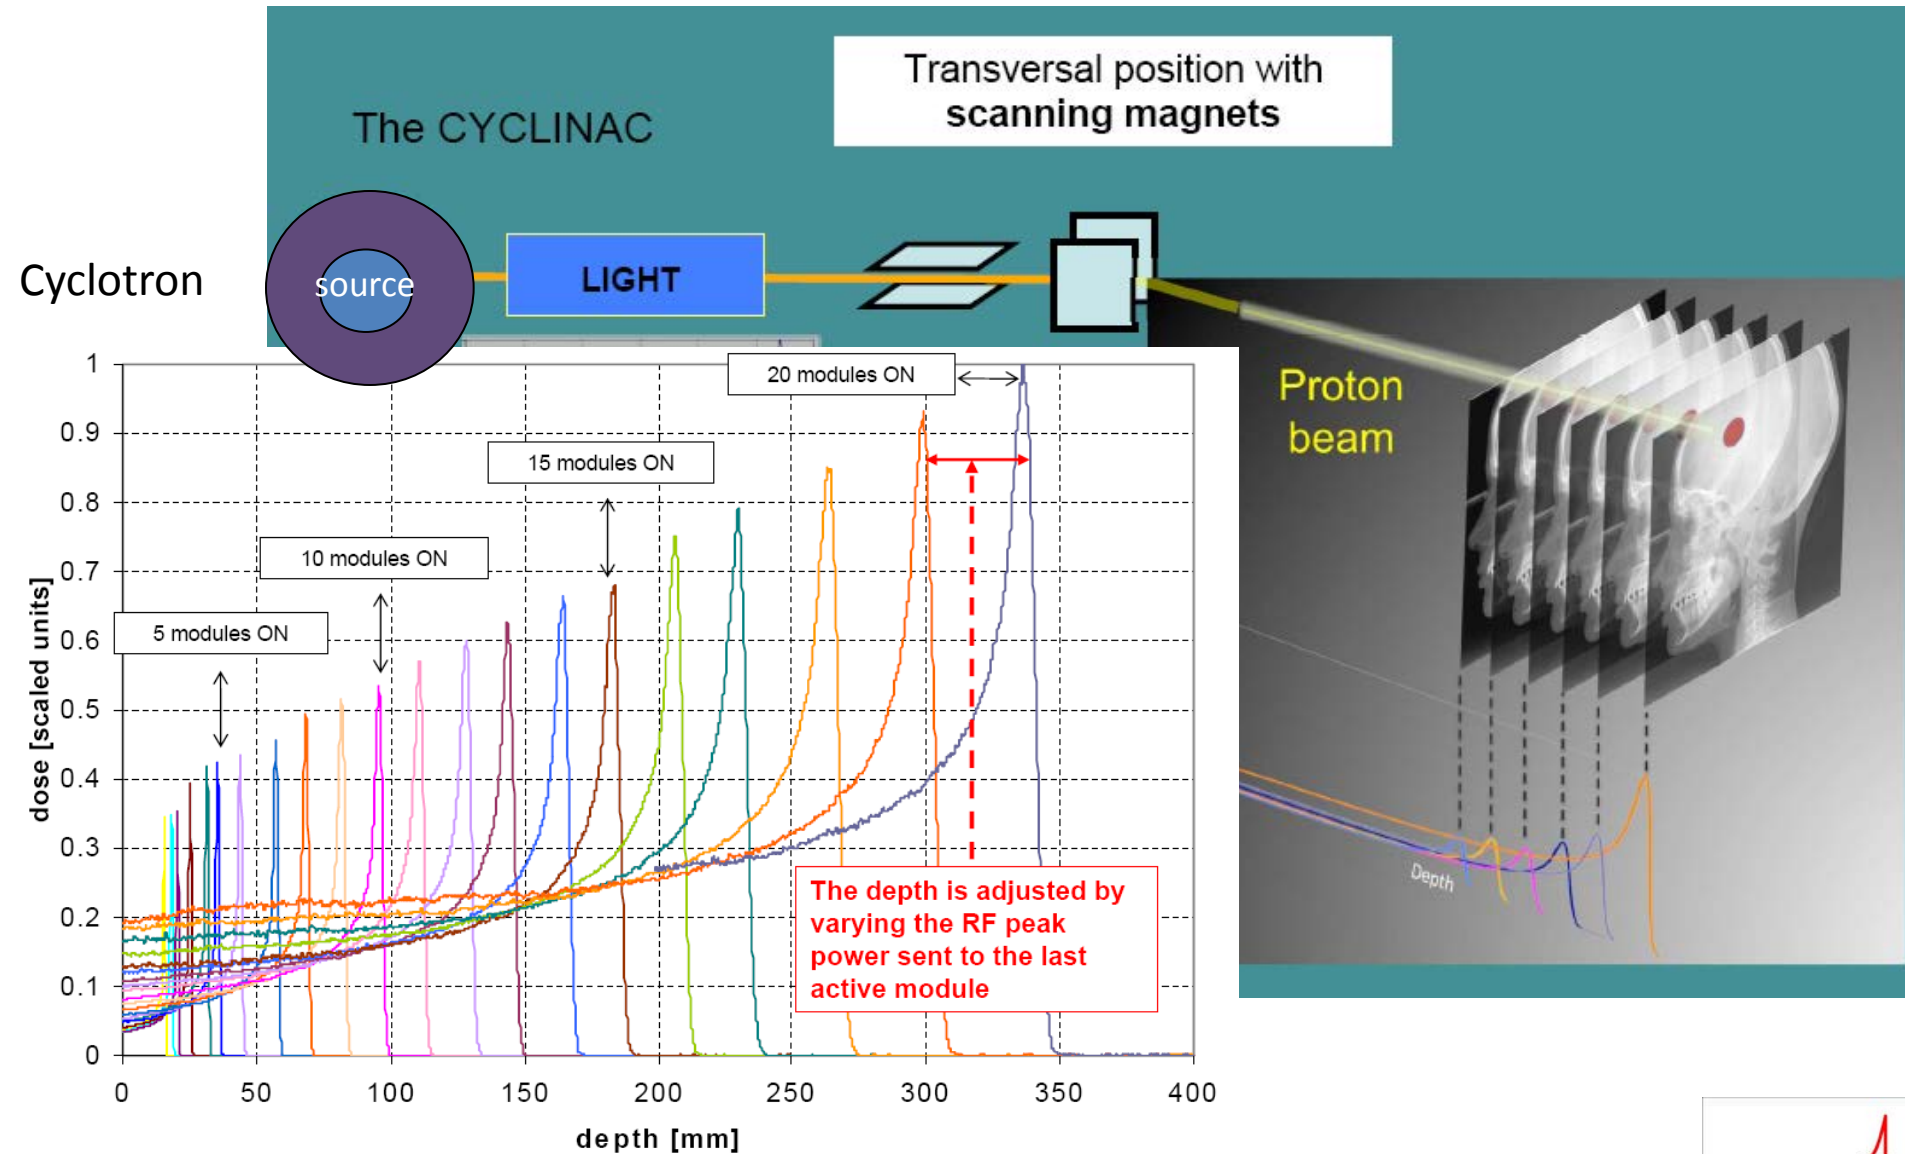 Transversal position with
scanning magnets
The CYCLINAC
Cyclotron
source
LIGHT
Proton
beam
Depth
20 modules ON
15 modules ON
10 modules ON
5 modules ON
The depth is adjusted by
varying the RF peak
power sent to the last
active module
dose [scaled units]
1
0.9
0.8
0.7
0.6
0.5
0.4
0.3
0.2
0.1
0
0 50 100 150 200 250 300 350 400
depth [mm]